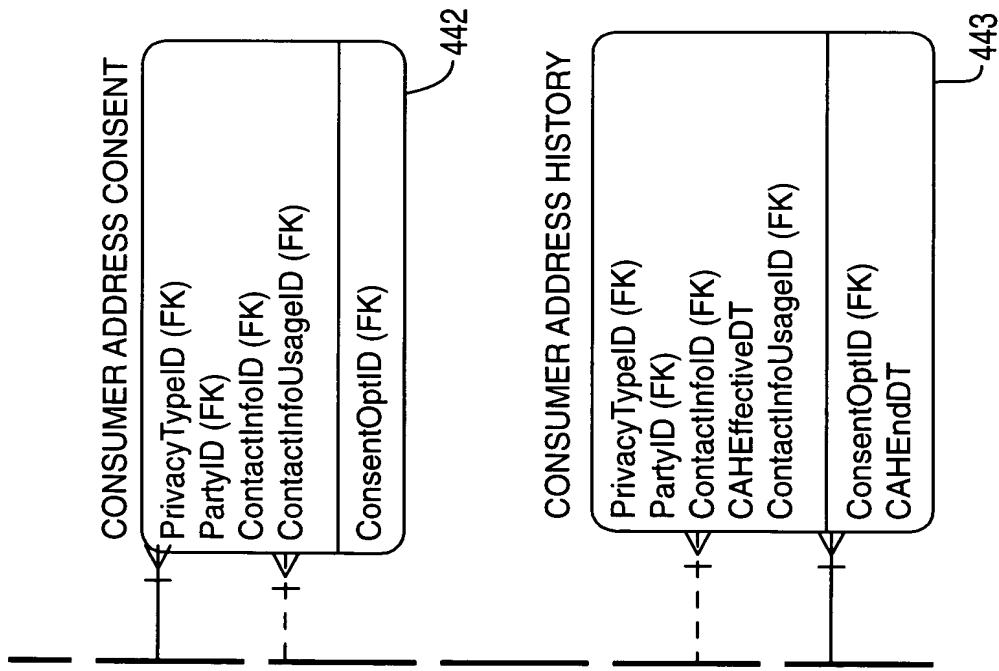 CONSUMER ADDRESS CONSENT
PrivacyTypeID (FK)
PartyID (FK)
ContactInfoID (FK)
ContactInfoUsageID (FK)
ConsentOptID (FK)
442
CONSUMER ADDRESS HISTORY
PrivacyTypeID (FK)
PartyID (FK)
ContactInfoID (FK)
CAHEffectiveDT
ContactInfoUsageID (FK)
ConsentOptID (FK)
CAHEndDT
443